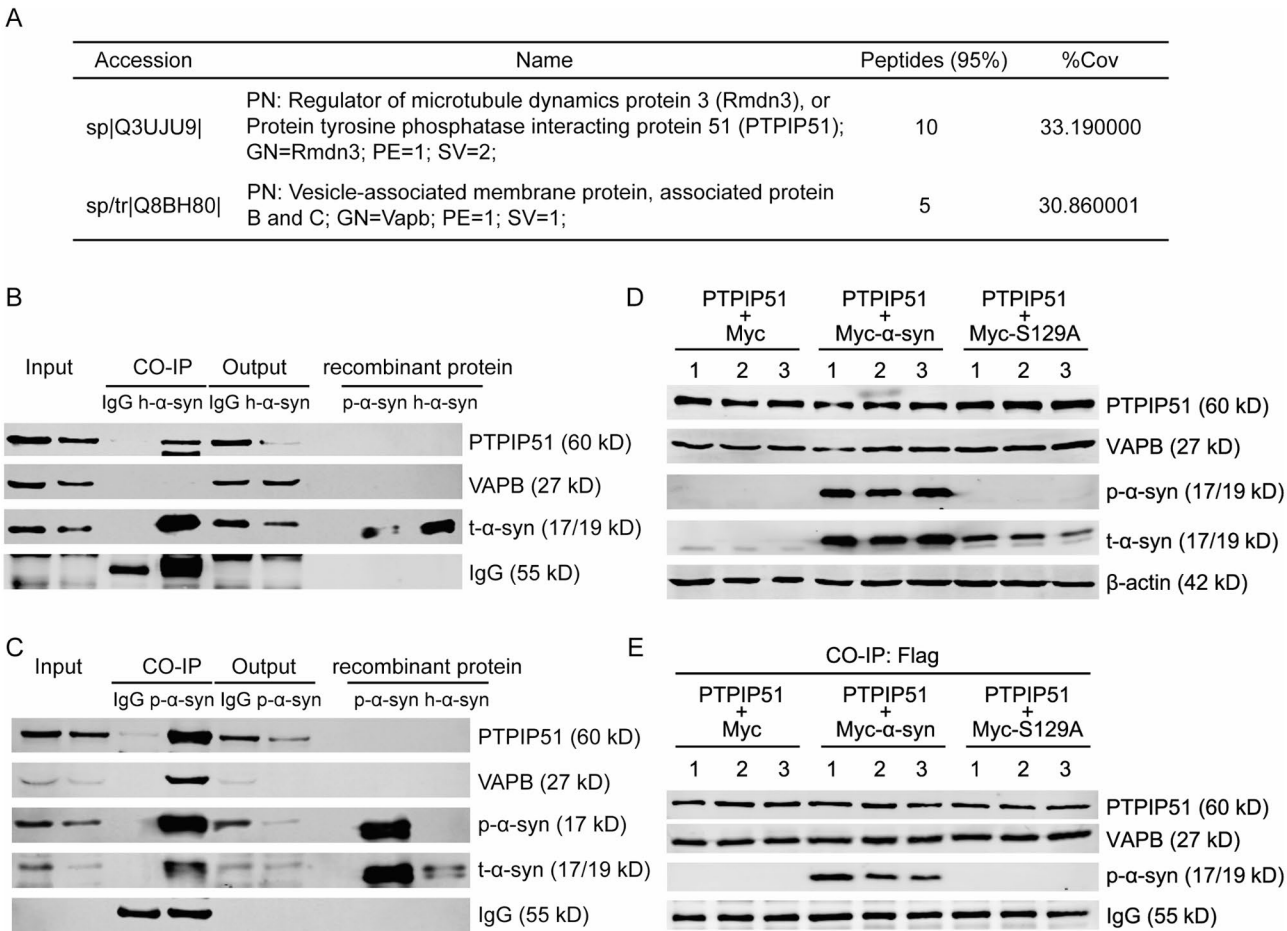 A
Accession Name Peptides (95%) %Cov
PN: Regulator of microtubule dynamics protein 3 (Rmdn3), or
sp|Q3UJU9| Protein tyrosine phosphatase interacting protein 51 (PTPIP51); 10 33.190000
GN=Rmdn3; PE=1; SV=2;
PN: Vesicle-associated membrane protein, associated protein
sp/tr|Q8BH80| B and C; GN=Vapb; PE=1; SV=1; 5 30.860001
B
Input CO-IP Output recombinant protein
IgG h-α-syn IgG h-α-syn p-α-syn h-α-syn
PTPIP51 (60 kD)
VAPB (27 kD)
t-α-syn (17/19 kD)
IgG (55 kD)
C
Input CO-IP Output recombinant protein
IgG p-α-syn IgG p-α-syn p-α-syn h-α-syn
PTPIP51 (60 kD)
VAPB (27 kD)
p-α-syn (17 kD)
t-α-syn (17/19 kD)
IgG (55 kD)
D
PTPIP51 PTPIP51 PTPIP51
+ + +
Myc Myc-α-syn Myc-S129A
1 2 3 1 2 3 1 2 3
PTPIP51 (60 kD)
VAPB (27 kD)
p-α-syn (17/19 kD)
t-α-syn (17/19 kD)
β-actin (42 kD)
E
CO-IP: Flag
PTPIP51 PTPIP51 PTPIP51
+ + +
Myc Myc-α-syn Myc-S129A
1 2 3 1 2 3 1 2 3
PTPIP51 (60 kD)
VAPB (27 kD)
p-α-syn (17/19 kD)
IgG (55 kD)